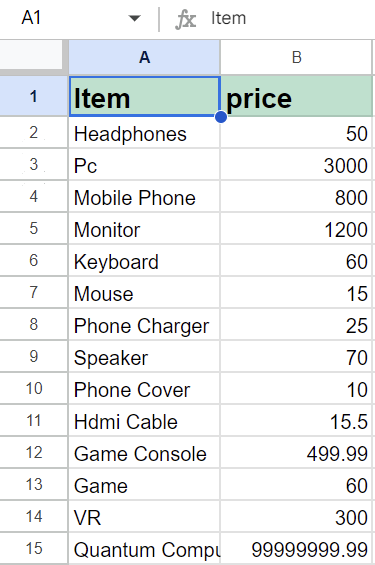 A1 fx Item
A B
1 Item price
2 Headphones 50
3 Pc 3000
4 Mobile Phone 800
5 Monitor 1200
6 Keyboard 60
7 Mouse 15
8 Phone Charger 25
9 Speaker 70
10 Phone Cover 10
11 Hdmi Cable 15.5
12 Game Console 499.99
13 Game 60
14 VR 300
15 Quantum Compu 99999999.99